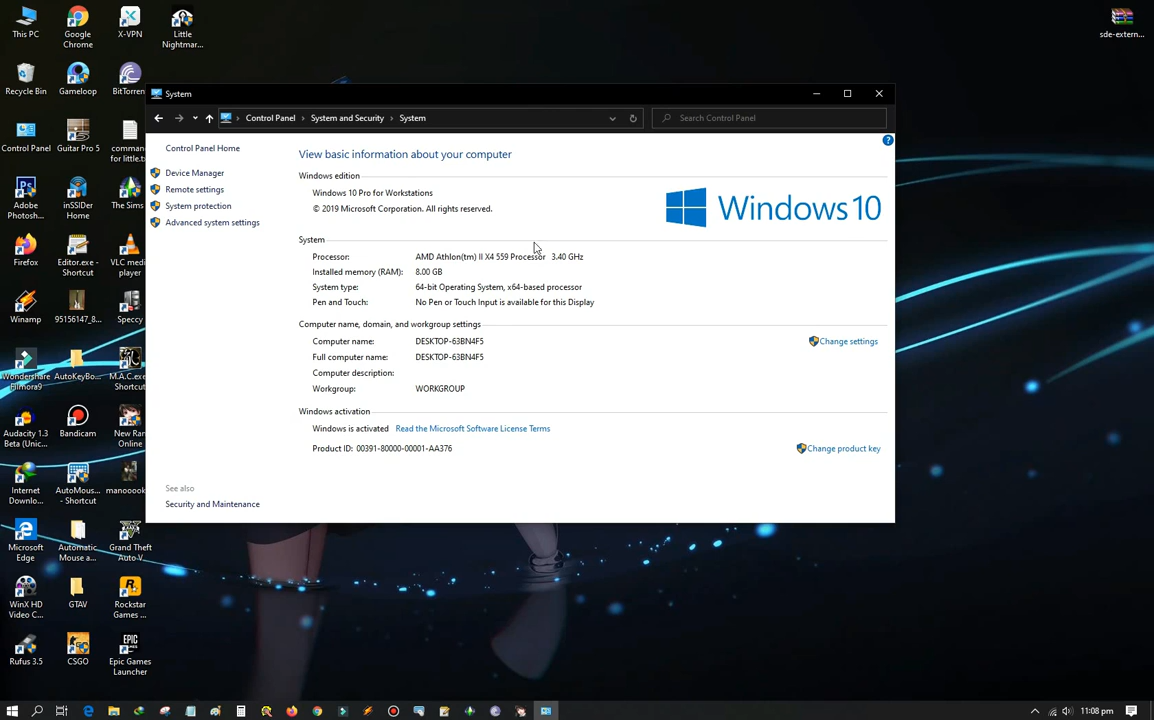 This PC
Google
Chrome
X-VPN
Little
Nightmar...
sde-extern...
Recycle Bin
Gameloop
BitTorren
Control Panel
Guitar Pro 5
comman
for little.t
Adobe
Photosh...
inSSIDer
Home
The Sims
Firefox
Editor.exe -
Shortcut
VLC med
player
Winamp
95156147_8...
Speccy
Wondershare
Filmora9
AutoKeyBo...
M.A.C.exe
Shortcut
Audacity 1.3
Beta (Unic...
Bandicam
New Ran
Online
Internet
Downlo...
AutoMous...
- Shortcut
manooook
Microsoft
Edge
Automatic
Mouse a...
Grand Theft
Auto V
WinX HD
Video C...
GTAV
Rockstar
Games ...
Rufus 3.5
CSGO
Epic Games
Launcher
System
Control Panel > System and Security > System
Search Control Panel
Control Panel Home
Device Manager
Remote settings
System protection
Advanced system settings
See also
Security and Maintenance
View basic information about your computer
Windows edition
Windows 10 Pro for Workstations
© 2019 Microsoft Corporation. All rights reserved.
Windows 10
System
Processor: AMD Athlon(tm) II X4 559 Processor 3.40 GHz
Installed memory (RAM): 8.00 GB
System type: 64-bit Operating System, x64-based processor
Pen and Touch: No Pen or Touch Input is available for this Display
Computer name, domain, and workgroup settings
Computer name: DESKTOP-63BN4F5
Change settings
Full computer name: DESKTOP-63BN4F5
Computer description:
Workgroup: WORKGROUP
Windows activation
Windows is activated Read the Microsoft Software License Terms
Product ID: 00391-80000-00001-AA376
Change product key
11:08 pm